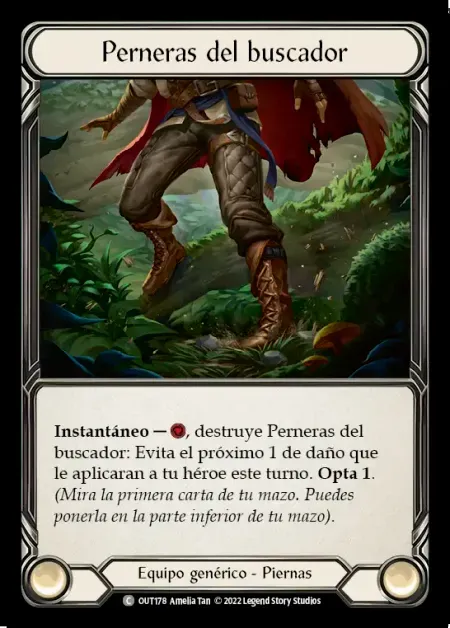 Perneras del buscador
Instantáneo — , destruye Perneras del
buscador: Evita el próximo 1 de daño que
le aplicaran a tu héroe este turno. Opta 1.
(Mira la primera carta de tu mazo. Puedes
ponerla en la parte inferior de tu mazo).
Equipo genérico - Piernas
C OUT178 Amelia Tan © 2022 Legend Story Studios